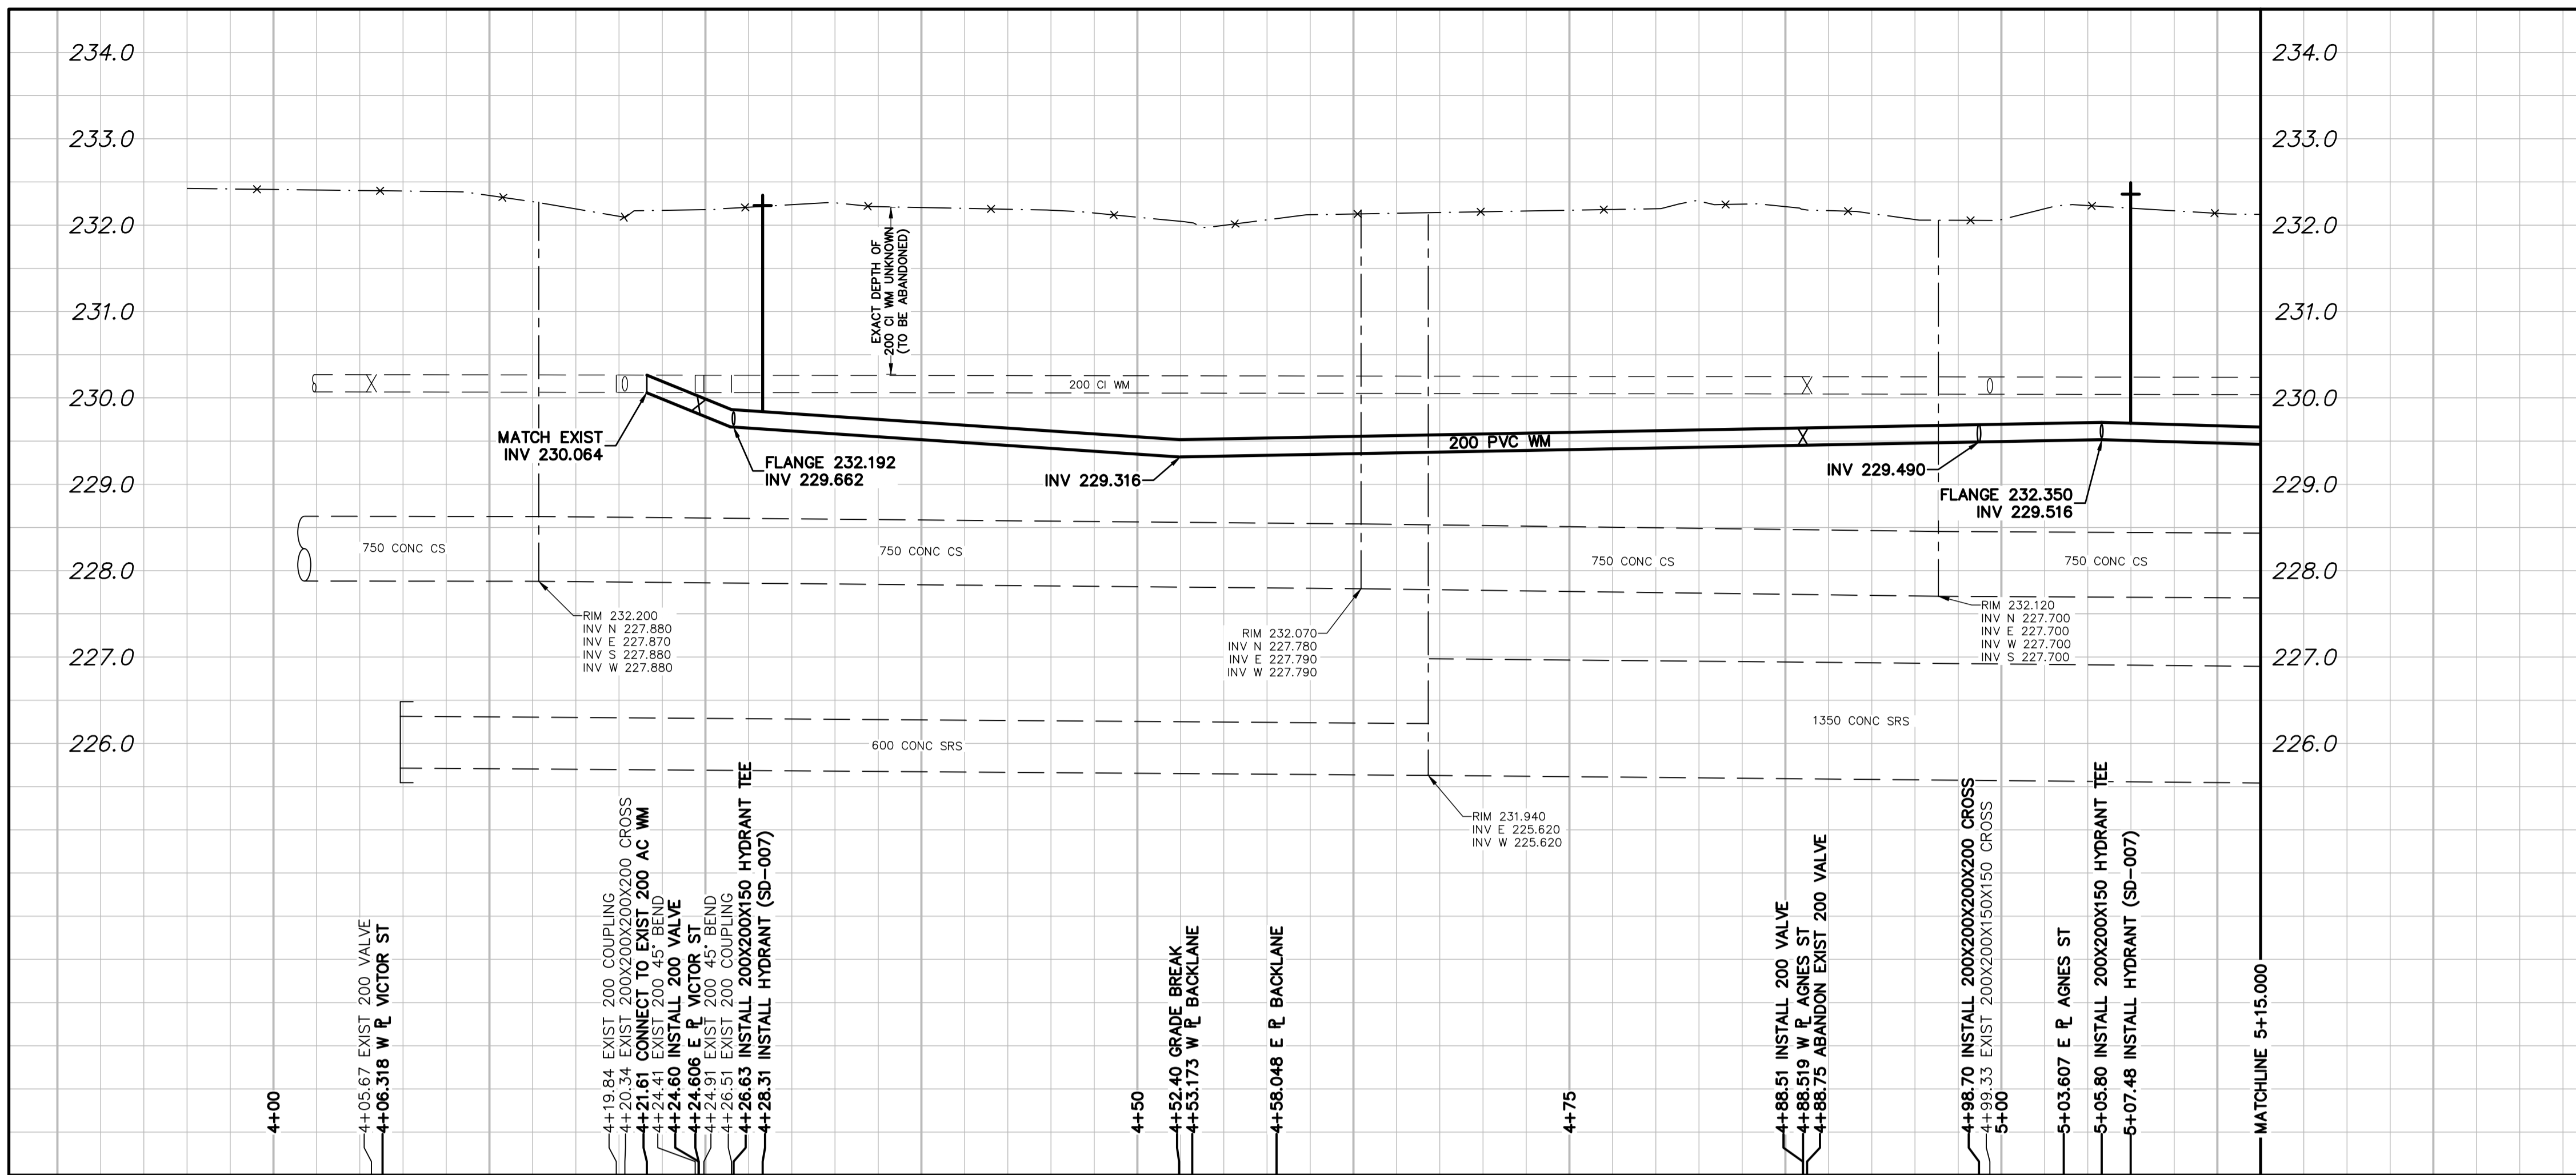 234.0
234.0
233.0
233.0
232.0
232.0
231.0
231.0
230.0
230.0
229.0
229.0
228.0
228.0
227.0
227.0
226.0
226.0
EXACT DEPTH OF
200 CI WM UNKNOWN
(TO BE ABANDONED)
200 CI WM
MATCH EXIST
INV 230.064
FLANGE 232.192
INV 229.662
INV 229.316
200 PVC WM
INV 229.490
FLANGE 232.350
INV 229.516
750 CONC CS
750 CONC CS
750 CONC CS
750 CONC CS
RIM 232.200
INV N 227.880
INV E 227.870
INV S 227.880
INV W 227.880
RIM 232.070
INV N 227.780
INV E 227.790
INV W 227.790
RIM 232.120
INV N 227.700
INV E 227.700
INV W 227.700
INV S 227.700
600 CONC SRS
1350 CONC SRS
RIM 231.940
INV E 225.620
INV W 225.620
4+00
4+05.67 EXIST 200 VALVE
4+06.318 W PL VICTOR ST
4+19.84 EXIST 200 COUPLING
4+20.34 EXIST 200X200X200X200 CROSS
4+21.61 CONNECT TO EXIST 200 AC WM
4+24.41 EXIST 200 45° BEND
4+24.60 INSTALL 200 VALVE
4+24.606 E PL VICTOR ST
4+24.91 EXIST 200 45° BEND
4+26.51 EXIST 200 COUPLING
4+26.63 INSTALL 200X200X150 HYDRANT TEE
4+28.31 INSTALL HYDRANT (SD-007)
4+50
4+52.40 GRADE BREAK
4+53.173 W PL BACKLANE
4+58.048 E PL BACKLANE
4+75
4+88.51 INSTALL 200 VALVE
4+88.519 W PL AGNES ST
4+88.75 ABANDON EXIST 200 VALVE
4+98.70 INSTALL 200X200X200X200 CROSS
4+99.33 EXIST 200X200X150X150 CROSS
5+00
5+03.607 E PL AGNES ST
5+05.80 INSTALL 200X200X150 HYDRANT TEE
5+07.48 INSTALL HYDRANT (SD-007)
MATCHLINE 5+15.000